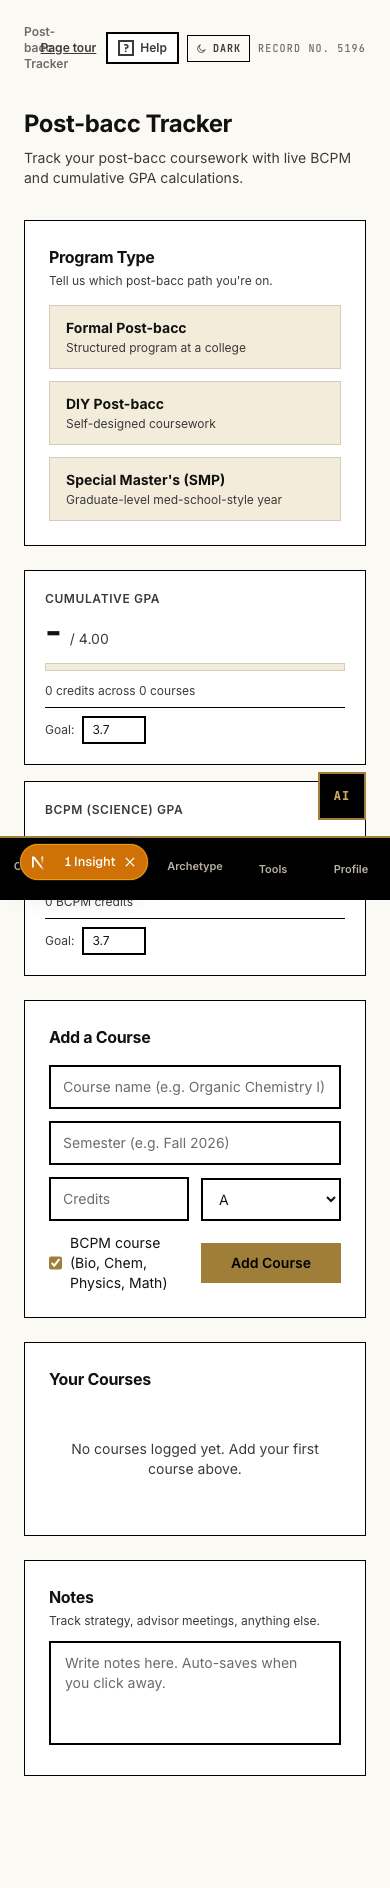 Post-
Tracker
Page tour
? Help
DARK
RECORD NO. 5196
Post-bacc Tracker
Track your post-bacc coursework with live BCPM
and cumulative GPA calculations.
Program Type
Tell us which post-bacc path you're on.
Formal Post-bacc
Structured program at a college
DIY Post-bacc
Self-designed coursework
Special Master's (SMP)
Graduate-level med-school-style year
CUMULATIVE GPA
- / 4.00
0 credits across 0 courses
Goal: 3.7
BCPM (SCIENCE) GPA
AI
N 1 Insight
Archetype
Tools
Profile
0 BCPM credits
Goal: 3.7
Add a Course
Course name (e.g. Organic Chemistry I)
Semester (e.g. Fall 2026)
Credits
A
BCPM course
(Bio, Chem,
Physics, Math)
Add Course
Your Courses
No courses logged yet. Add your first
course above.
Notes
Track strategy, advisor meetings, anything else.
Write notes here. Auto-saves when
you click away.